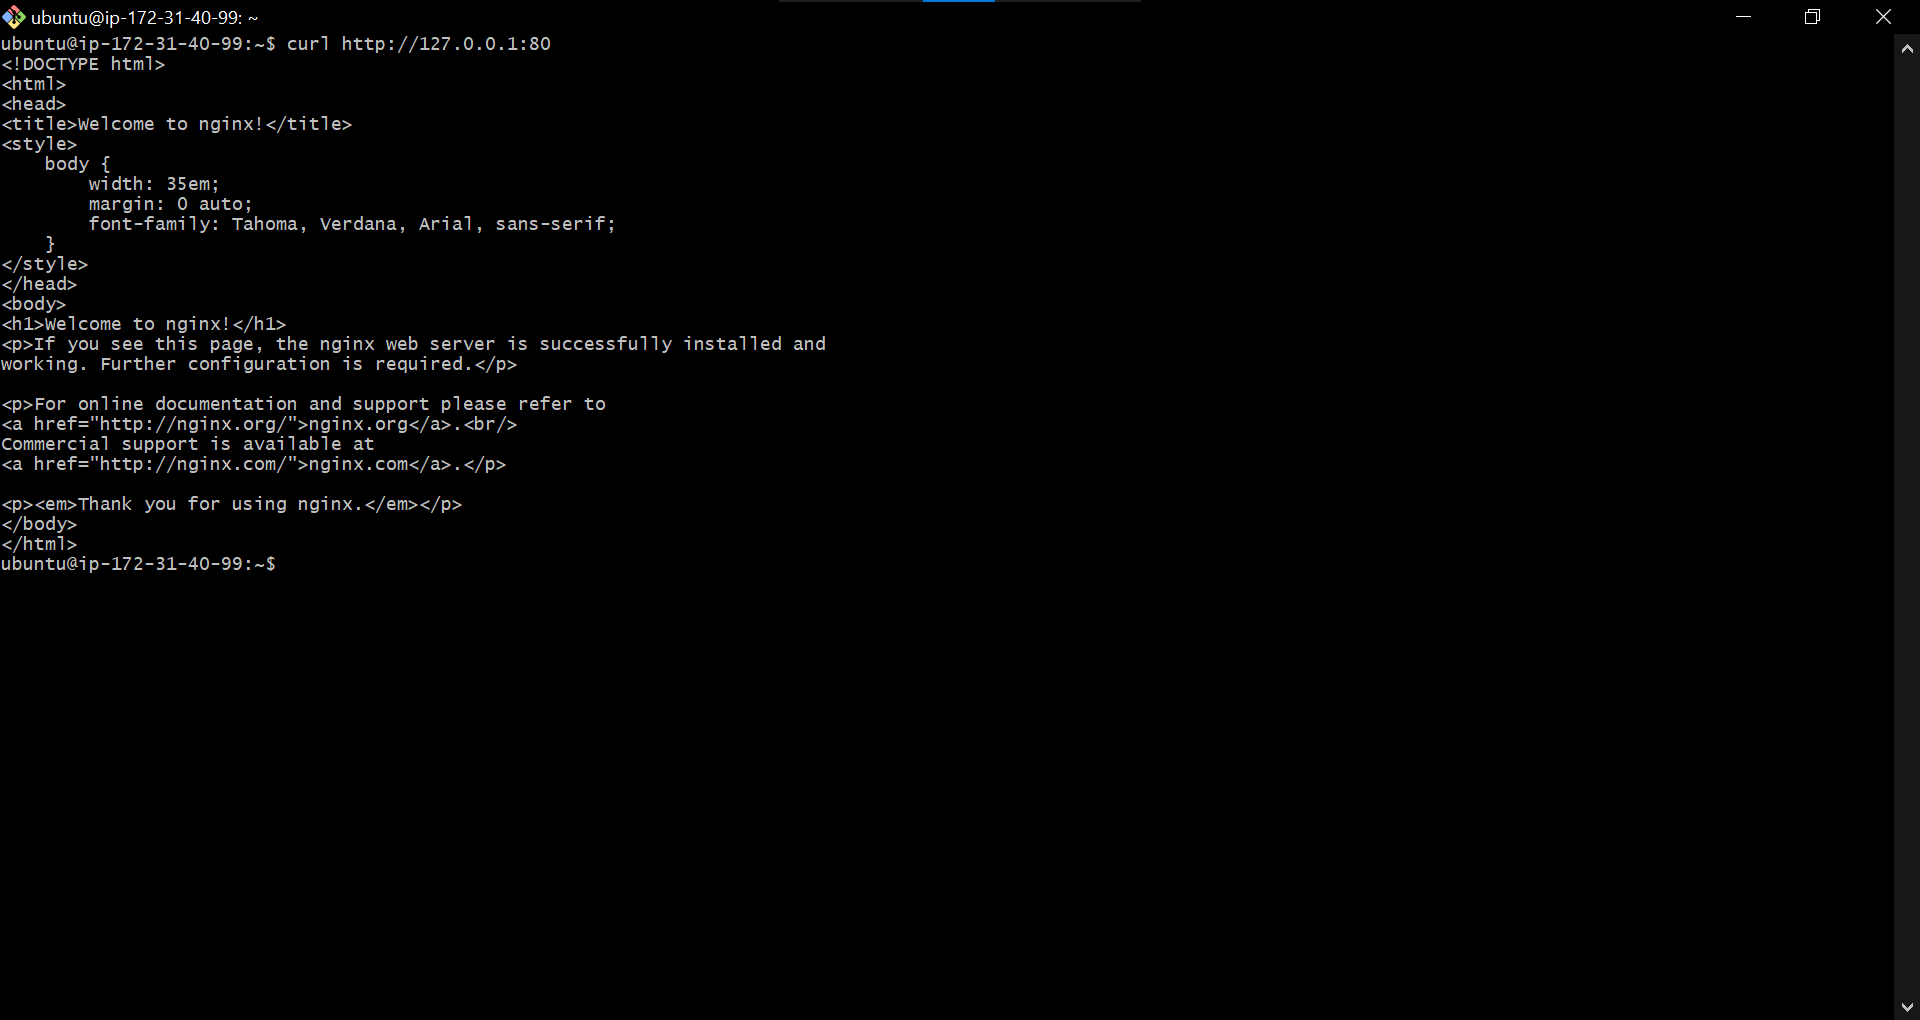 ubuntu@ip-172-31-40-99: ~
ubuntu@ip-172-31-40-99:~$ curl http://127.0.0.1:80
<!DOCTYPE html>
<html>
<head>
<title>Welcome to nginx!</title>
<style>
    body {
        width: 35em;
        margin: 0 auto;
        font-family: Tahoma, Verdana, Arial, sans-serif;
    }
</style>
</head>
<body>
<h1>Welcome to nginx!</h1>
<p>If you see this page, the nginx web server is successfully installed and
working. Further configuration is required.</p>

<p>For online documentation and support please refer to
<a href="http://nginx.org/">nginx.org</a>.<br/>
Commercial support is available at
<a href="http://nginx.com/">nginx.com</a>.</p>

<p><em>Thank you for using nginx.</em></p>
</body>
</html>
ubuntu@ip-172-31-40-99:~$